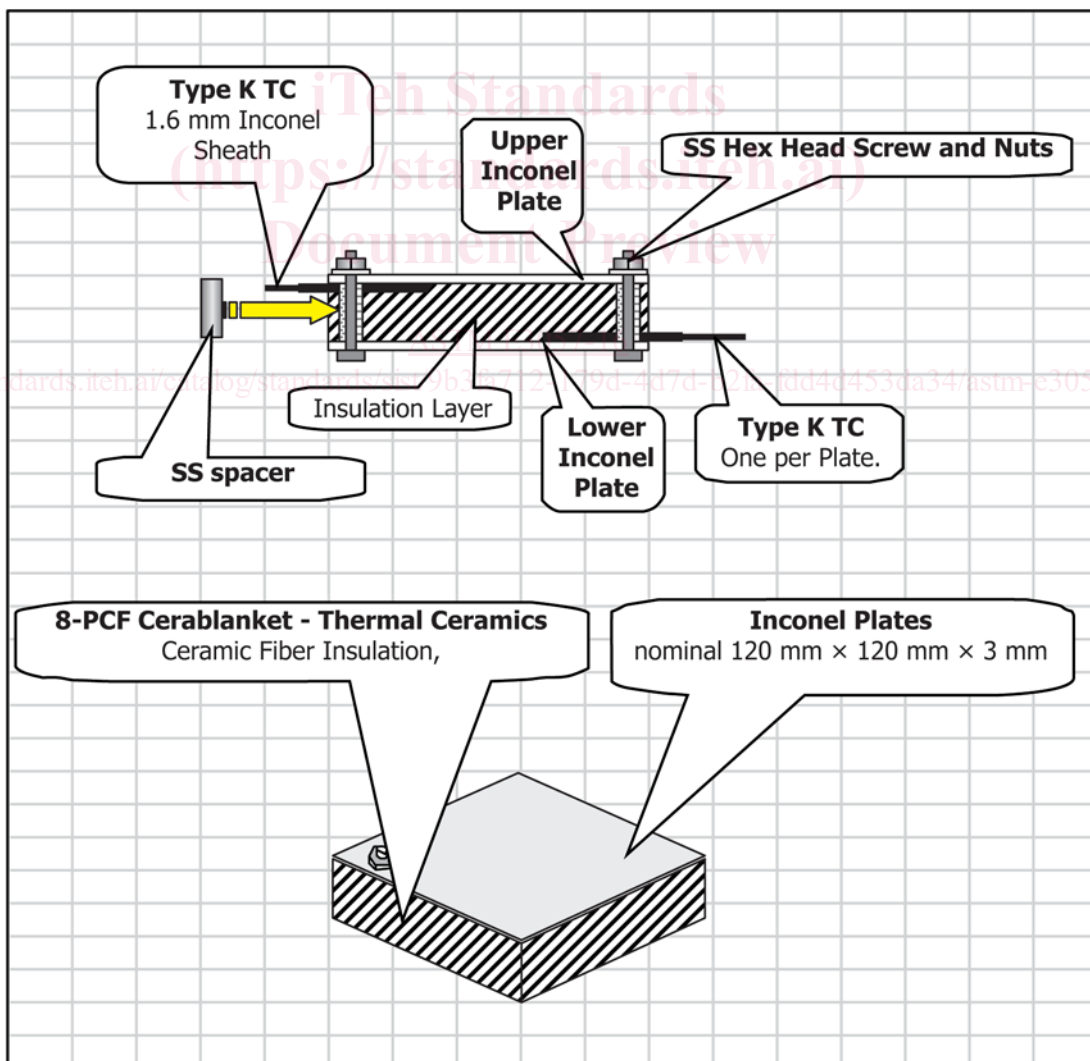 Type K TC
1.6 mm Inconel
Sheath
iTeh Standards
(https://standards.iteh.ai)
Document Preview
Upper
Inconel
Plate
SS Hex Head Screw and Nuts
Insulation Layer
SS spacer
Lower
Inconel
Plate
Type K TC
One per Plate.
8-PCF Cerablanket - Thermal Ceramics
Ceramic Fiber Insulation,
Inconel Plates
nominal 120 mm × 120 mm × 3 mm